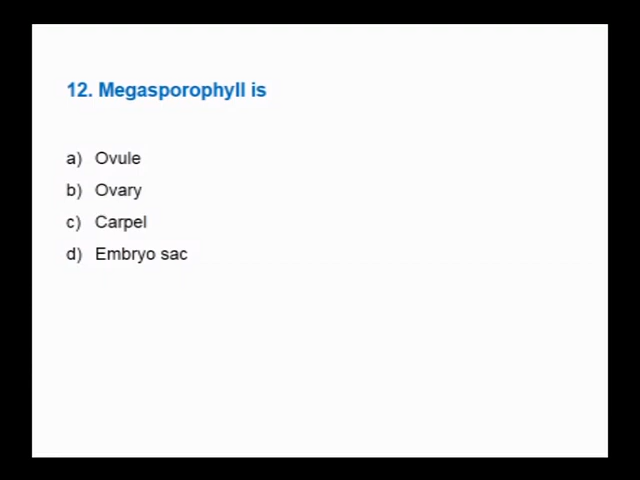 12. Megasporophyll is
a) Ovule
b) Ovary
c) Carpel
d) Embryo sac